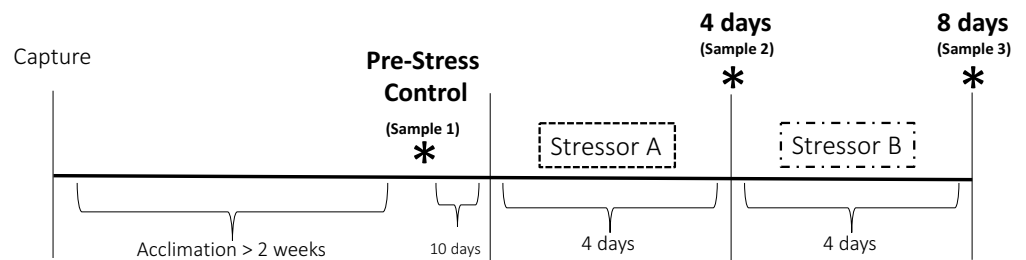 Capture
Pre-Stress
Control
(Sample 1)
*
4 days
(Sample 2)
*
8 days
(Sample 3)
*
Stressor A
Stressor B
Acclimation > 2 weeks
10 days
4 days
4 days